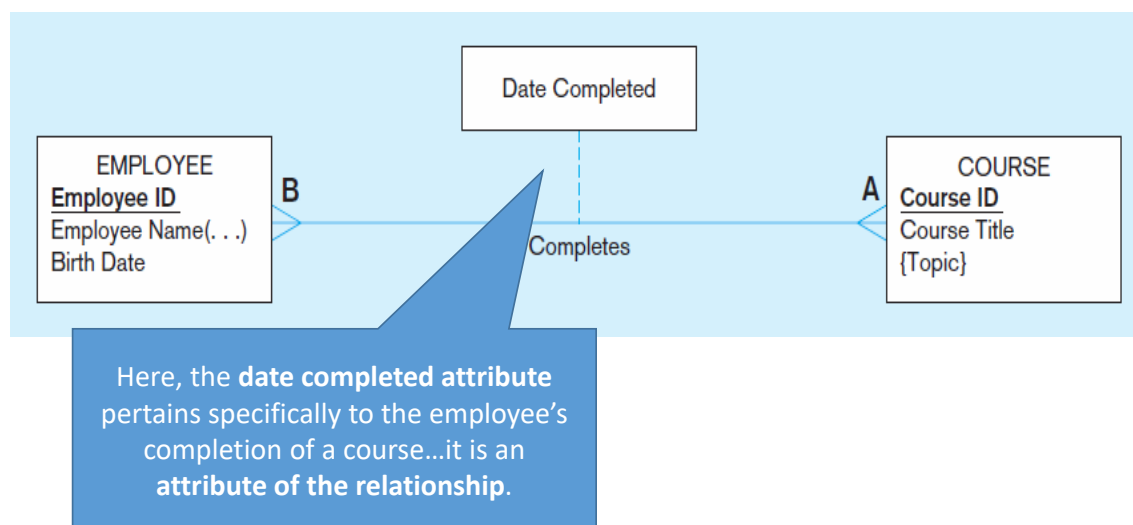 Date Completed
EMPLOYEE
Employee ID
Employee Name(. . .)
Birth Date
B
Completes
A
COURSE
Course ID
Course Title
{Topic}
Here, the date completed attribute
pertains specifically to the employee’s
completion of a course…it is an
attribute of the relationship.